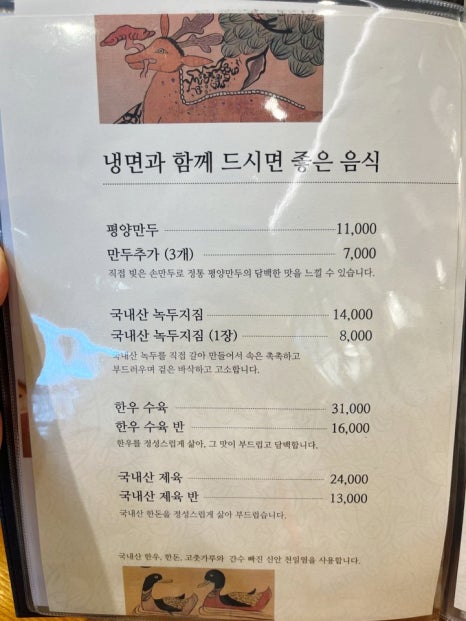 냉면과 함께 드시면 좋은 음식
평양만두 11,000
만두추가 (3개) 7,000
직접 빚은 손만두로 정통 평양만두의 담백한 맛을 느낄 수 있습니다.
국내산 녹두지짐 14,000
국내산 녹두지짐 (1장) 8,000
국내산 녹두를 직접 갈아 만들어서 속은 촉촉하고
부드러우며 겉은 바삭하고 고소합니다.
한우 수육 31,000
한우 수육 반 16,000
한우를 정성스럽게 삶아, 그 맛이 부드럽고 담백합니다.
국내산 제육 24,000
국내산 제육 반 13,000
국내산 한돈을 정성스럽게 삶아 부드럽습니다.
국내산 한우, 한돈, 고춧가루와 간수 빠진 신안 천일염을 사용합니다.